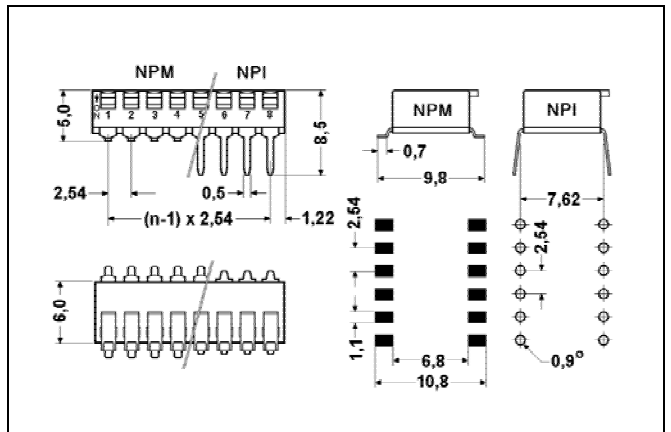 NPM NPI
5,0
↑ON 1 2 3 4 5 6 7 8
8,5
2,54 0,5
(n-1) x 2,54 1,22
6,0
NPM
0,7
9,8
2,54
1,1
6,8
10,8
NPI
7,62
2,54
0,9°